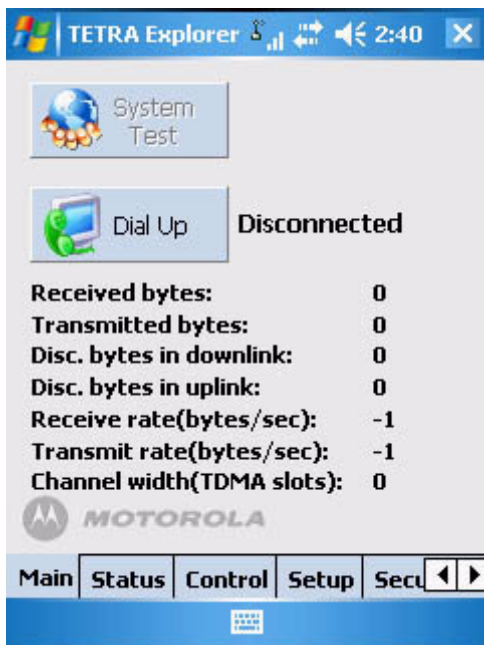 TETRA Explorer 2:40
System
Test
Dial Up Disconnected
Received bytes: 0
Transmitted bytes: 0
Disc. bytes in downlink: 0
Disc. bytes in uplink: 0
Receive rate(bytes/sec): -1
Transmit rate(bytes/sec): -1
Channel width(TDMA slots): 0
MOTOROLA
Main Status Control Setup Secu